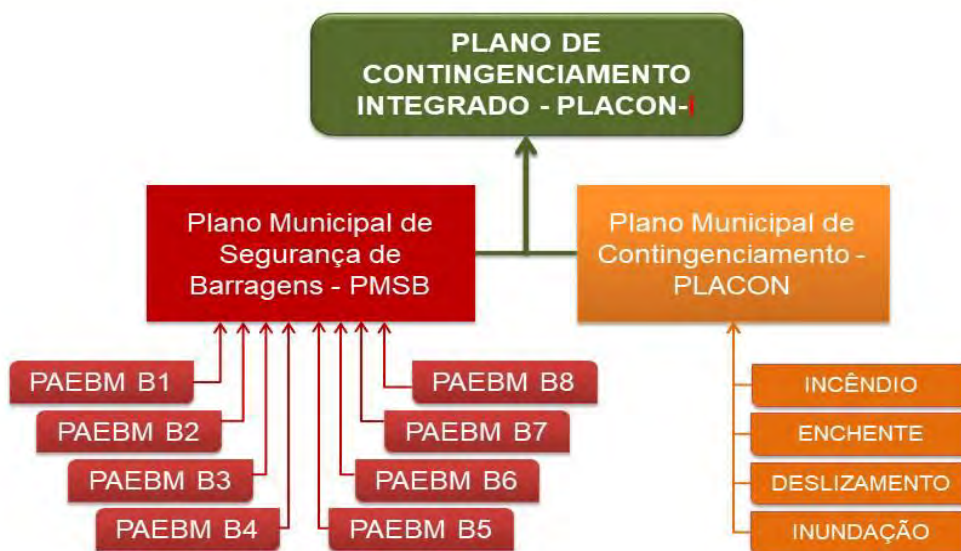 PLANO DE
CONTINGENCIAMENTO
INTEGRADO - PLACON-i
Plano Municipal de
Segurança de
Barragens - PMSB
Plano Municipal de
Contingenciamento -
PLACON
PAEBM B1
PAEBM B2
PAEBM B3
PAEBM B4
PAEBM B8
PAEBM B7
PAEBM B6
PAEBM B5
INCÊNDIO
ENCHENTE
DESLIZAMENTO
INUNDAÇÃO